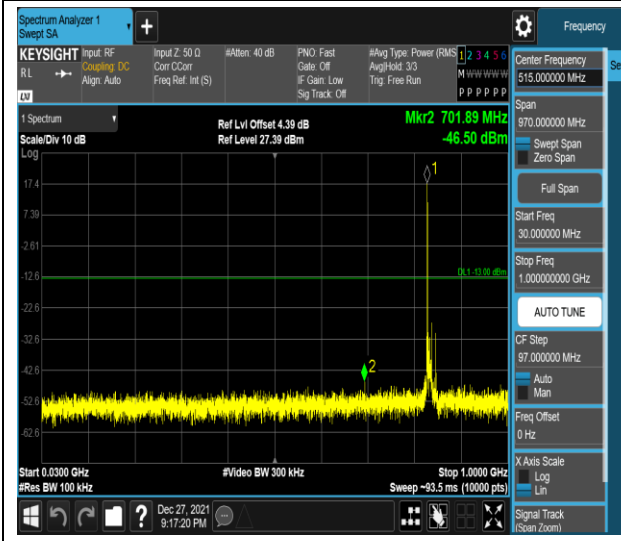 Spectrum Analyzer 1
Swept SA
+
Frequency
KEYSIGHT
RL
Input: RF
Coupling: DC
Align: Auto
Input Z: 50 Ω
Corr CCorr
Freq Ref: Int (S)
#Atten: 40 dB
PNO: Fast
Gate: Off
IF Gain: Low
Sig Track: Off
#Avg Type: Power (RMS
Avg|Hold: 3/3
Trig: Free Run
1 2 3 4 5 6
M W W W W W
P P P P P P
LXI
1 Spectrum
Scale/Div 10 dB
Ref Lvl Offset 4.39 dB
Ref Level 27.39 dBm
Mkr2 701.89 MHz
-46.50 dBm
Log
1
17.4
7.39
-2.61
-12.6
DL1 -13.00 dBm
-22.6
-32.6
2
-42.6
-52.6
-62.6
Start 0.0300 GHz
#Res BW 100 kHz
#Video BW 300 kHz
Stop 1.0000 GHz
Sweep ~93.5 ms (10000 pts)
?
Dec 27, 2021
9:17:20 PM
Center Frequency
515.000000 MHz
Se
Span
970.000000 MHz
Swept Span
Zero Span
Full Span
Start Freq
30.000000 MHz
Stop Freq
1.000000000 GHz
AUTO TUNE
CF Step
97.000000 MHz
Auto
Man
Freq Offset
0 Hz
X Axis Scale
Log
Lin
Signal Track
(Span Zoom)